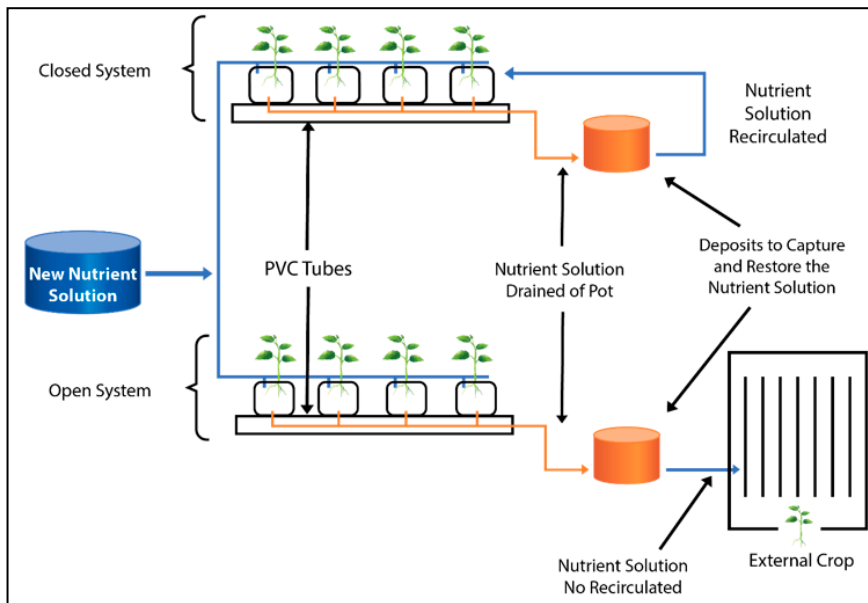 Closed System
Nutrient
Solution
Recirculated
New Nutrient
Solution
PVC Tubes
Nutrient Solution
Drained of Pot
Deposits to Capture
and Restore the
Nutrient Solution
Open System
Nutrient Solution
No Recirculated
External Crop